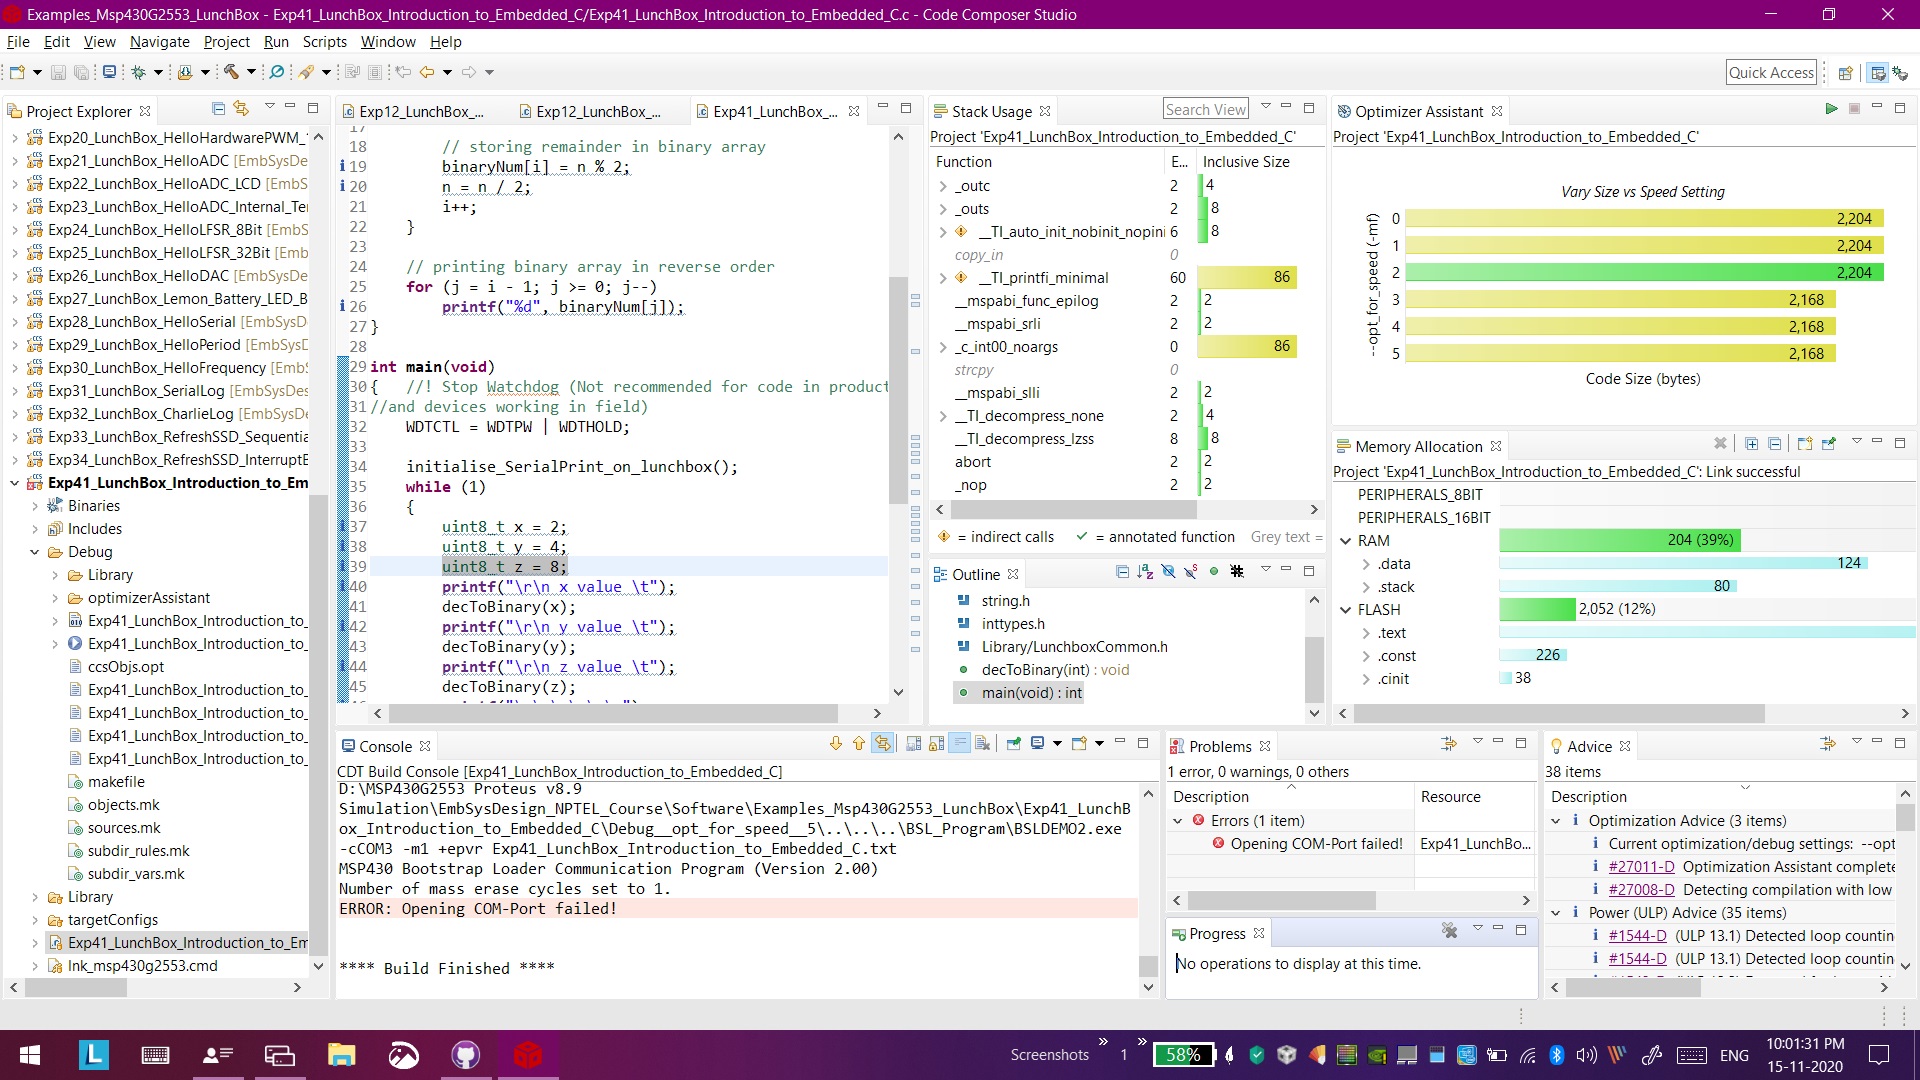 Examples_Msp430G2553_LunchBox - Exp41_LunchBox_Introduction_to_Embedded_C/Exp41_LunchBox_Introduction_to_Embedded_C.c - Code Composer Studio
File Edit View Navigate Project Run Scripts Window Help
Quick Access
Project Explorer
Exp20_LunchBox_HelloHardwarePWM_
Exp21_LunchBox_HelloADC [EmbSysDe
Exp22_LunchBox_HelloADC_LCD [EmbS
Exp23_LunchBox_HelloADC_Internal_Te
Exp24_LunchBox_HelloLFSR_8Bit [EmbS
Exp25_LunchBox_HelloLFSR_32Bit [Emb
Exp26_LunchBox_HelloDAC [EmbSysDe
Exp27_LunchBox_Lemon_Battery_LED_B
Exp28_LunchBox_HelloSerial [EmbSysD
Exp29_LunchBox_HelloPeriod [EmbSysD
Exp30_LunchBox_HelloFrequency [EmbS
Exp31_LunchBox_SerialLog [EmbSysDes
Exp32_LunchBox_CharlieLog [EmbSysDe
Exp33_LunchBox_RefreshSSD_Sequentia
Exp34_LunchBox_RefreshSSD_InterruptE
Exp41_LunchBox_Introduction_to_Em
Binaries
Includes
Debug
Library
optimizerAssistant
Exp41_LunchBox_Introduction_to_
Exp41_LunchBox_Introduction_to_
ccsObjs.opt
Exp41_LunchBox_Introduction_to_
Exp41_LunchBox_Introduction_to_
Exp41_LunchBox_Introduction_to_
Exp41_LunchBox_Introduction_to_
makefile
objects.mk
sources.mk
subdir_rules.mk
subdir_vars.mk
Library
targetConfigs
Exp41_LunchBox_Introduction_to_Em
lnk_msp430g2553.cmd
Exp12_LunchBox_... Exp12_LunchBox_... Exp41_LunchBox_...
17
18 // storing remainder in binary array
19 binaryNum[i] = n % 2;
20 n = n / 2;
21 i++;
22 }
23
24 // printing binary array in reverse order
25 for (j = i - 1; j >= 0; j--)
26 printf("%d", binaryNum[j]);
27 }
28
29 int main(void)
30 { //! Stop Watchdog (Not recommended for code in product
31 //and devices working in field)
32 WDTCTL = WDTPW | WDTHOLD;
33
34 initialise_SerialPrint_on_lunchbox();
35 while (1)
36 {
37 uint8_t x = 2;
38 uint8_t y = 4;
39 uint8_t z = 8;
40 printf("\r\n x value \t");
41 decToBinary(x);
42 printf("\r\n y value \t");
43 decToBinary(y);
44 printf("\r\n z value \t");
45 decToBinary(z);
Stack Usage
Search View
Project 'Exp41_LunchBox_Introduction_to_Embedded_C'
Function E... Inclusive Size
_outc 2 4
_outs 2 8
__TI_auto_init_nobinit_nopini 6 8
copy_in 0
__TI_printfi_minimal 60 86
__mspabi_func_epilog 2 2
__mspabi_srli 2 2
_c_int00_noargs 0 86
strcpy 0
__mspabi_slli 2 2
__TI_decompress_none 2 4
__TI_decompress_lzss 8 8
abort 2 2
_nop 2 2
= indirect calls = annotated function Grey text =
Outline
string.h
inttypes.h
Library/LunchboxCommon.h
decToBinary(int) : void
main(void) : int
Optimizer Assistant
Project 'Exp41_LunchBox_Introduction_to_Embedded_C'
Vary Size vs Speed Setting
--opt_for_speed (-mf)
0 2,204
1 2,204
2 2,204
3 2,168
4 2,168
5 2,168
Code Size (bytes)
Memory Allocation
Project 'Exp41_LunchBox_Introduction_to_Embedded_C': Link successful
PERIPHERALS_8BIT
PERIPHERALS_16BIT
RAM 204 (39%)
.data 124
.stack 80
FLASH 2,052 (12%)
.text
.const 226
.cinit 38
Console
CDT Build Console [Exp41_LunchBox_Introduction_to_Embedded_C]
D:\MSP430G2553 Proteus v8.9
Simulation\EmbSysDesign_NPTEL_Course\Software\Examples_Msp430G2553_LunchBox\Exp41_LunchB
ox_Introduction_to_Embedded_C\Debug__opt_for_speed__5\..\..\..\BSL_Program\BSLDEMO2.exe
-cCOM3 -m1 +epvr Exp41_LunchBox_Introduction_to_Embedded_C.txt
MSP430 Bootstrap Loader Communication Program (Version 2.00)
Number of mass erase cycles set to 1.
ERROR: Opening COM-Port failed!
**** Build Finished ****
Problems
1 error, 0 warnings, 0 others
Description Resource
Errors (1 item)
Opening COM-Port failed! Exp41_LunchBo...
Progress
No operations to display at this time.
Advice
38 items
Description
Optimization Advice (3 items)
Current optimization/debug settings: --opt
#27011-D Optimization Assistant complete
#27008-D Detecting compilation with low
Power (ULP) Advice (35 items)
#1544-D (ULP 13.1) Detected loop countin
#1544-D (ULP 13.1) Detected loop countin
L
Screenshots » 1 » 58% ENG
10:01:31 PM
15-11-2020